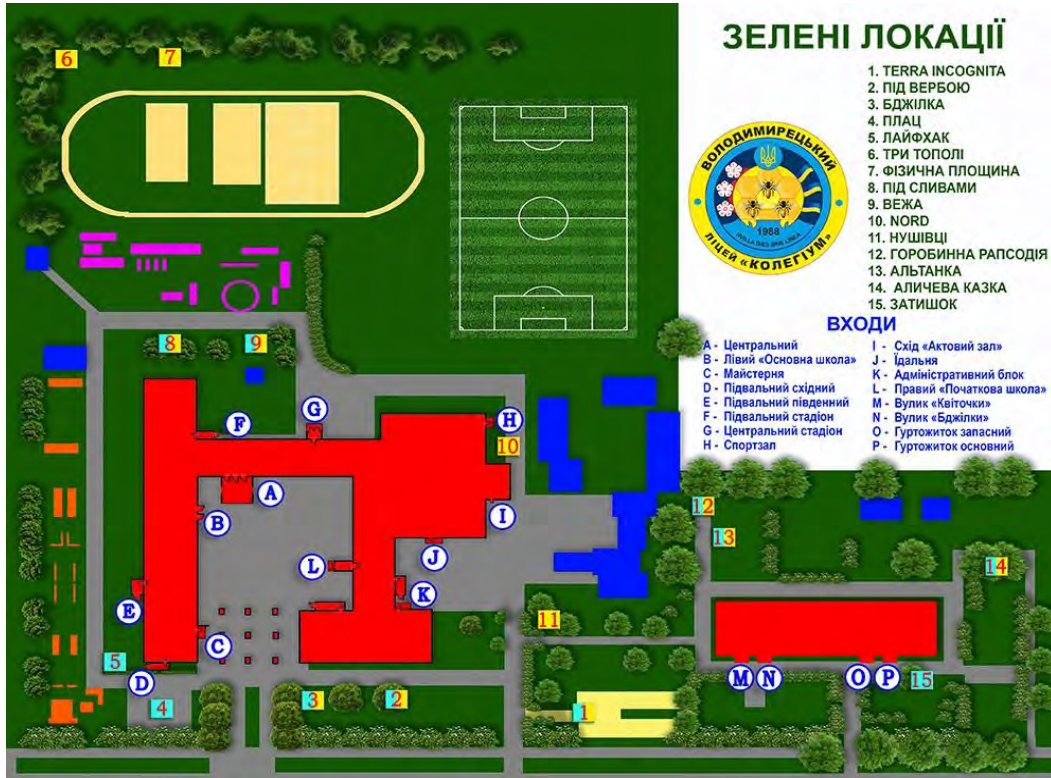 ЗЕЛЕНІ ЛОКАЦІЇ
1. TERRA INCOGNITA
2. ПІД ВЕРБОЮ
3. БДЖІЛКА
4. ПЛАЦ
5. ЛАЙФХАК
6. ТРИ ТОПОЛІ
7. ФІЗИЧНА ПЛОЩИНА
8. ПІД СЛИВАМИ
9. ВЕЖА
10. NORD
11. НУШІВЦІ
12. ГОРОБИННА РАПСОДІЯ
13. АЛЬТАНКА
14. АЛИЧЕВА КАЗКА
15. ЗАТИШОК
ВОЛОДИМИРЕЦЬКИЙ
1988
NULLA DIES SINE LINEA
ЛІЦЕЙ «КОЛЕГІУМ»
ВХОДИ
A - Центральний
B - Лівий «Основна школа»
C - Майстерня
D - Підвальний східний
E - Підвальний південний
F - Підвальний стадіон
G - Центральний стадіон
H - Спортзал
I - Схід «Актовий зал»
J - Їдальня
K - Адміністративний блок
L - Правий «Початкова школа»
M - Вулик «Квіточки»
N - Вулик «Бджілки»
O - Гуртожиток запасний
P - Гуртожиток основний
6
7
8
9
F
G
H
10
A
B
I
J
12
13
14
L
K
E
C
11
5
D
4
3
2
1
M
N
O
P
15